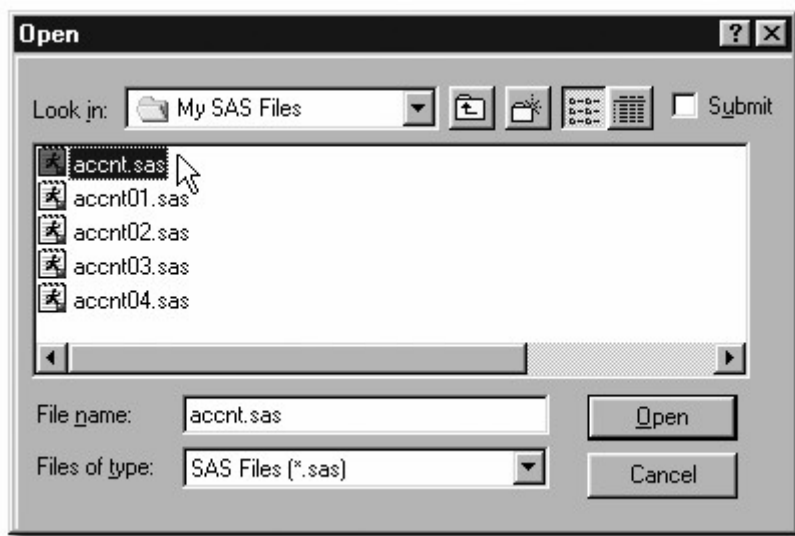 Open
Look in: My SAS Files Submit
accnt.sas
accnt01.sas
accnt02.sas
accnt03.sas
accnt04.sas
File name: accnt.sas Open
Files of type: SAS Files (*.sas) Cancel